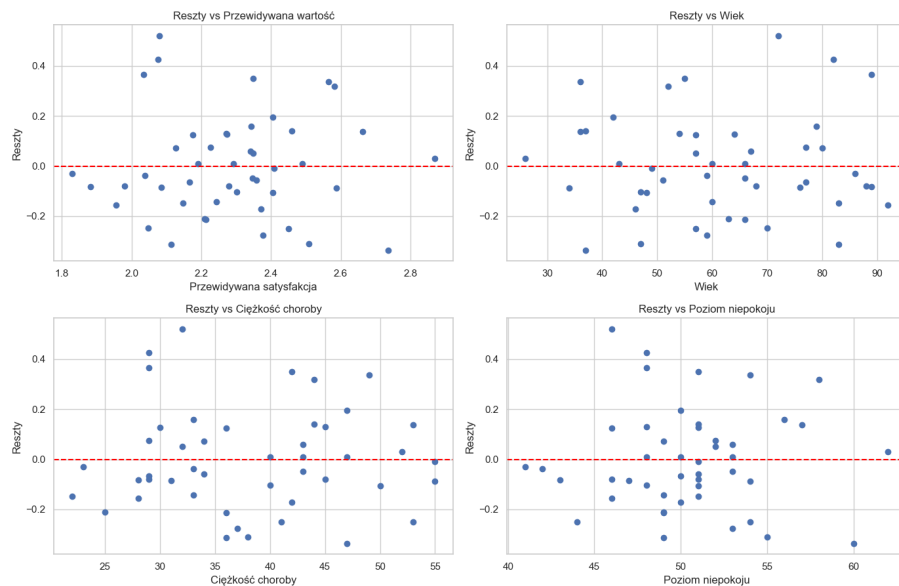 Reszty vs Przewidywana wartość
Reszty
0.4
0.2
0.0
−0.2
1.8 2.0 2.2 2.4 2.6 2.8
Przewidywana satysfakcja
Reszty vs Wiek
Reszty
0.4
0.2
0.0
−0.2
30 40 50 60 70 80 90
Wiek
Reszty vs Ciężkość choroby
Reszty
0.4
0.2
0.0
−0.2
25 30 35 40 45 50 55
Ciężkość choroby
Reszty vs Poziom niepokoju
Reszty
0.4
0.2
0.0
−0.2
40 45 50 55 60
Poziom niepokoju